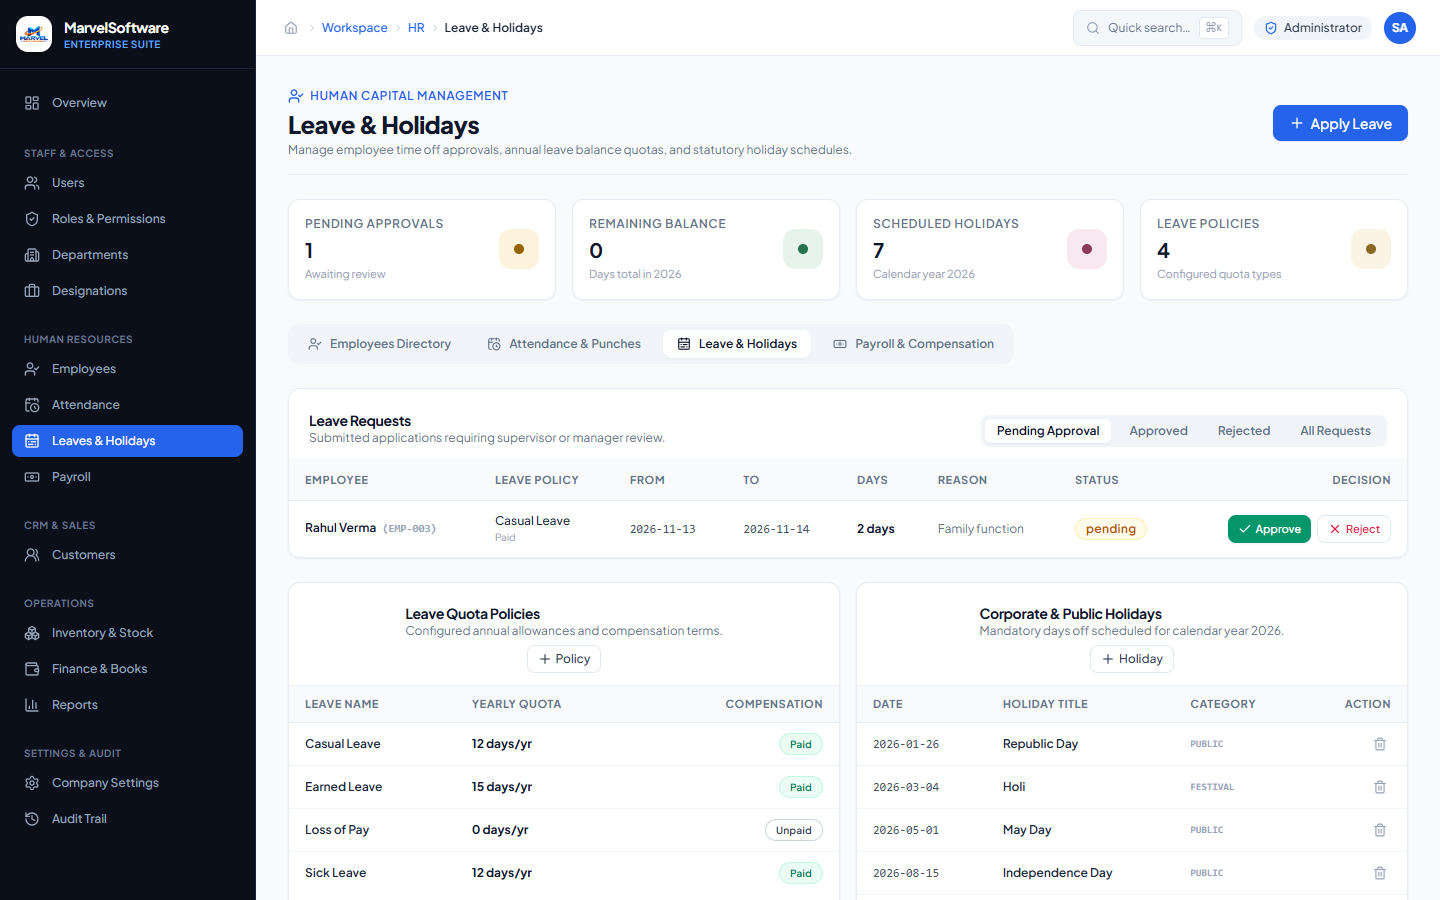 MarvelSoftware
ENTERPRISE SUITE
MARVEL
Overview
STAFF & ACCESS
Users
Roles & Permissions
Departments
Designations
HUMAN RESOURCES
Employees
Attendance
Leaves & Holidays
Payroll
CRM & SALES
Customers
OPERATIONS
Inventory & Stock
Finance & Books
Reports
SETTINGS & AUDIT
Company Settings
Audit Trail
Workspace HR Leave & Holidays
Quick search... ⌘K Administrator SA
HUMAN CAPITAL MANAGEMENT
Leave & Holidays
Manage employee time off approvals, annual leave balance quotas, and statutory holiday schedules.
+ Apply Leave
PENDING APPROVALS
1
Awaiting review
REMAINING BALANCE
0
Days total in 2026
SCHEDULED HOLIDAYS
7
Calendar year 2026
LEAVE POLICIES
4
Configured quota types
Employees Directory Attendance & Punches Leave & Holidays Payroll & Compensation
Leave Requests
Submitted applications requiring supervisor or manager review.
Pending Approval Approved Rejected All Requests
EMPLOYEE LEAVE POLICY FROM TO DAYS REASON STATUS DECISION
Rahul Verma (EMP-003) Casual Leave 2026-11-13 2026-11-14 2 days Family function pending Approve Reject
Paid
Leave Quota Policies
Configured annual allowances and compensation terms.
+ Policy
LEAVE NAME YEARLY QUOTA COMPENSATION
Casual Leave 12 days/yr Paid
Earned Leave 15 days/yr Paid
Loss of Pay 0 days/yr Unpaid
Sick Leave 12 days/yr Paid
Corporate & Public Holidays
Mandatory days off scheduled for calendar year 2026.
+ Holiday
DATE HOLIDAY TITLE CATEGORY ACTION
2026-01-26 Republic Day PUBLIC
2026-03-04 Holi FESTIVAL
2026-05-01 May Day PUBLIC
2026-08-15 Independence Day PUBLIC